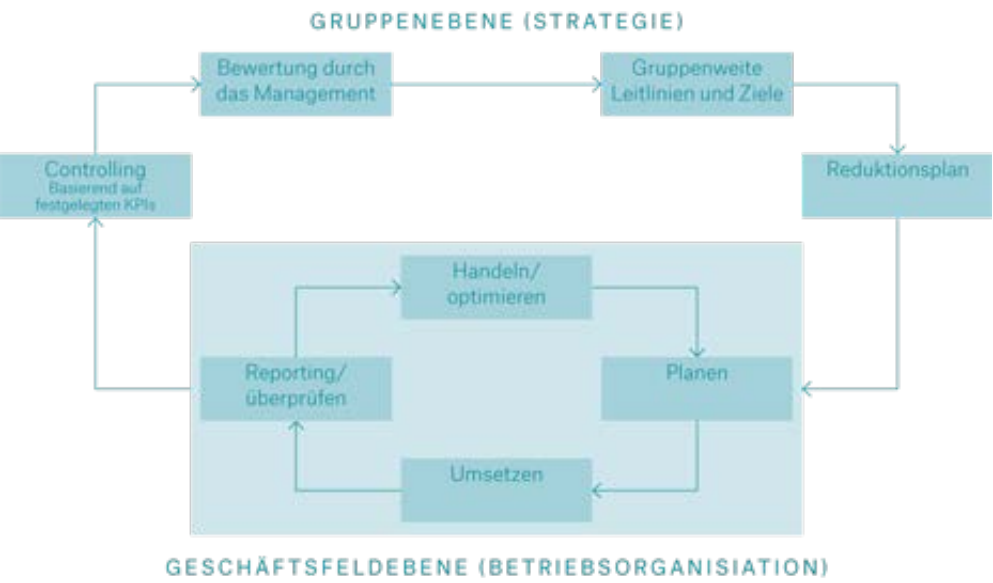 GRUPPENEBENE (STRATEGIE)
Bewertung durch
das Management
Gruppenweite
Leitlinien und Ziele
Controlling
Basierend auf
festgelegten KPIs
Reduktionsplan
Handeln/
optimieren
Reporting/
überprüfen
Planen
Umsetzen
GESCHÄFTSFELDEBENE (BETRIEBSORGANISIATION)